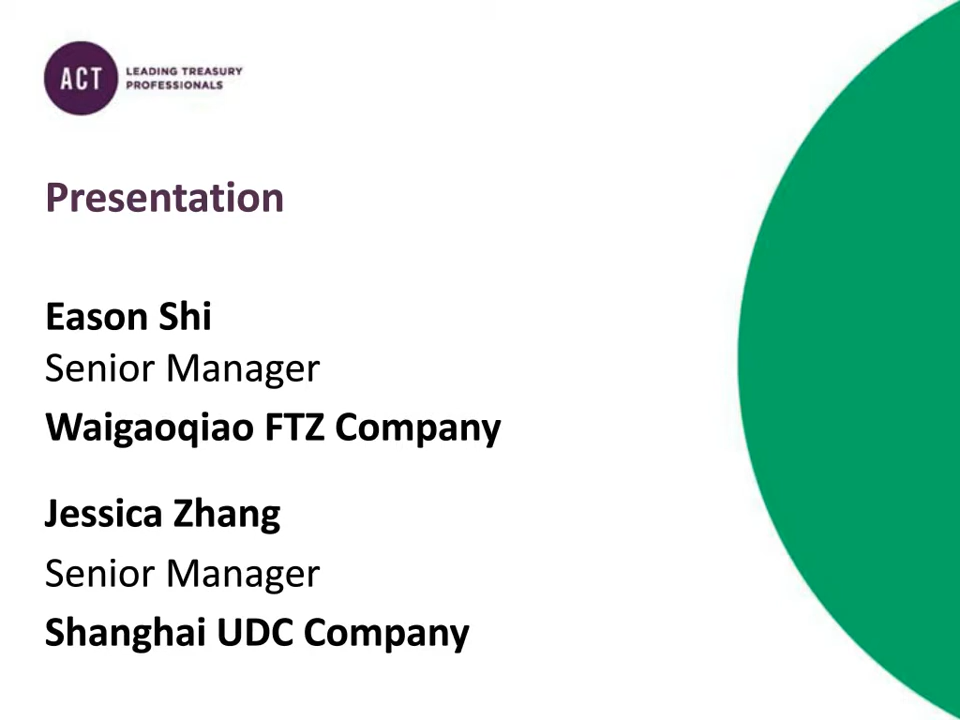 ACT
LEADING TREASURY
PROFESSIONALS
Presentation
Eason Shi
Senior Manager
Waigaoqiao FTZ Company
Jessica Zhang
Senior Manager
Shanghai UDC Company